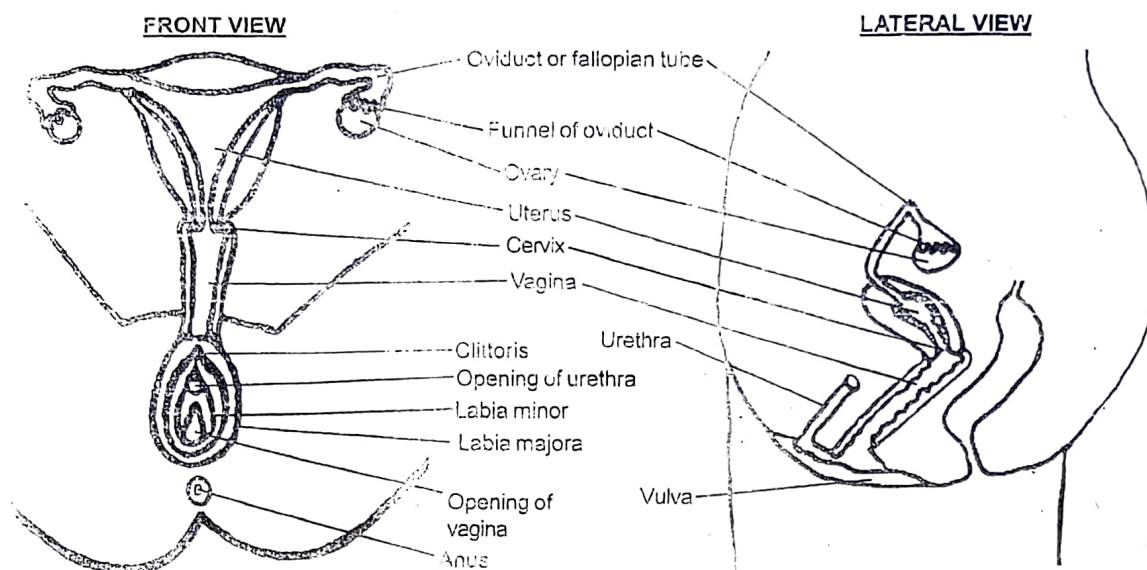 FRONT VIEW
LATERAL VIEW
Oviduct or fallopian tube
Funnel of oviduct
Ovary
Uterus
Cervix
Vagina
Urethra
Clittoris
Opening of urethra
Labia minor
Labia majora
Opening of
vagina
Anus
Vulva